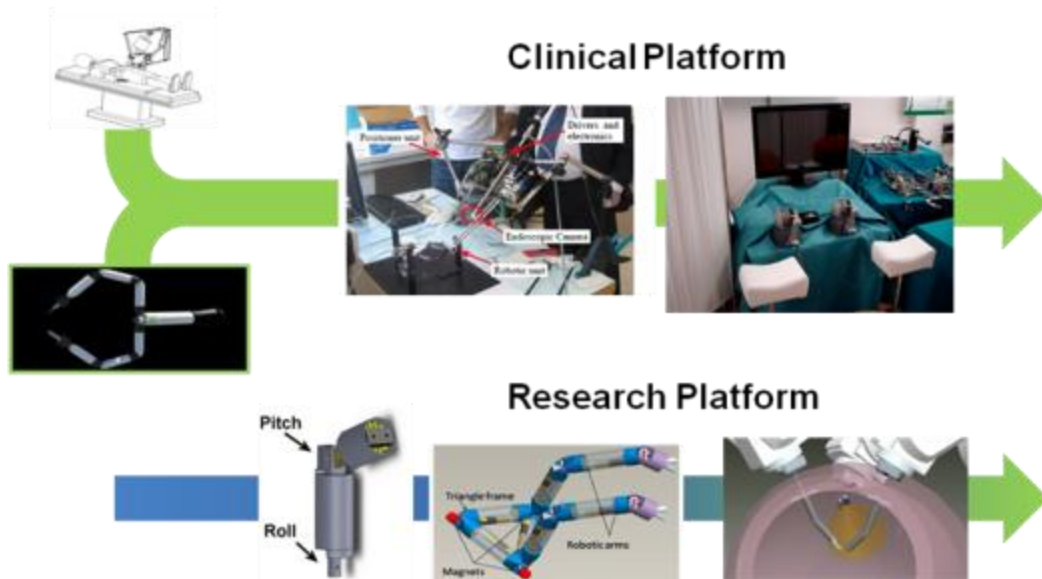 Clinical Platform
Positioner unit
Drivers and
electronics
Endoscopic Camera
Robotic unit
Research Platform
Pitch
Roll
Triangle frame
Robotic arms
Magnets